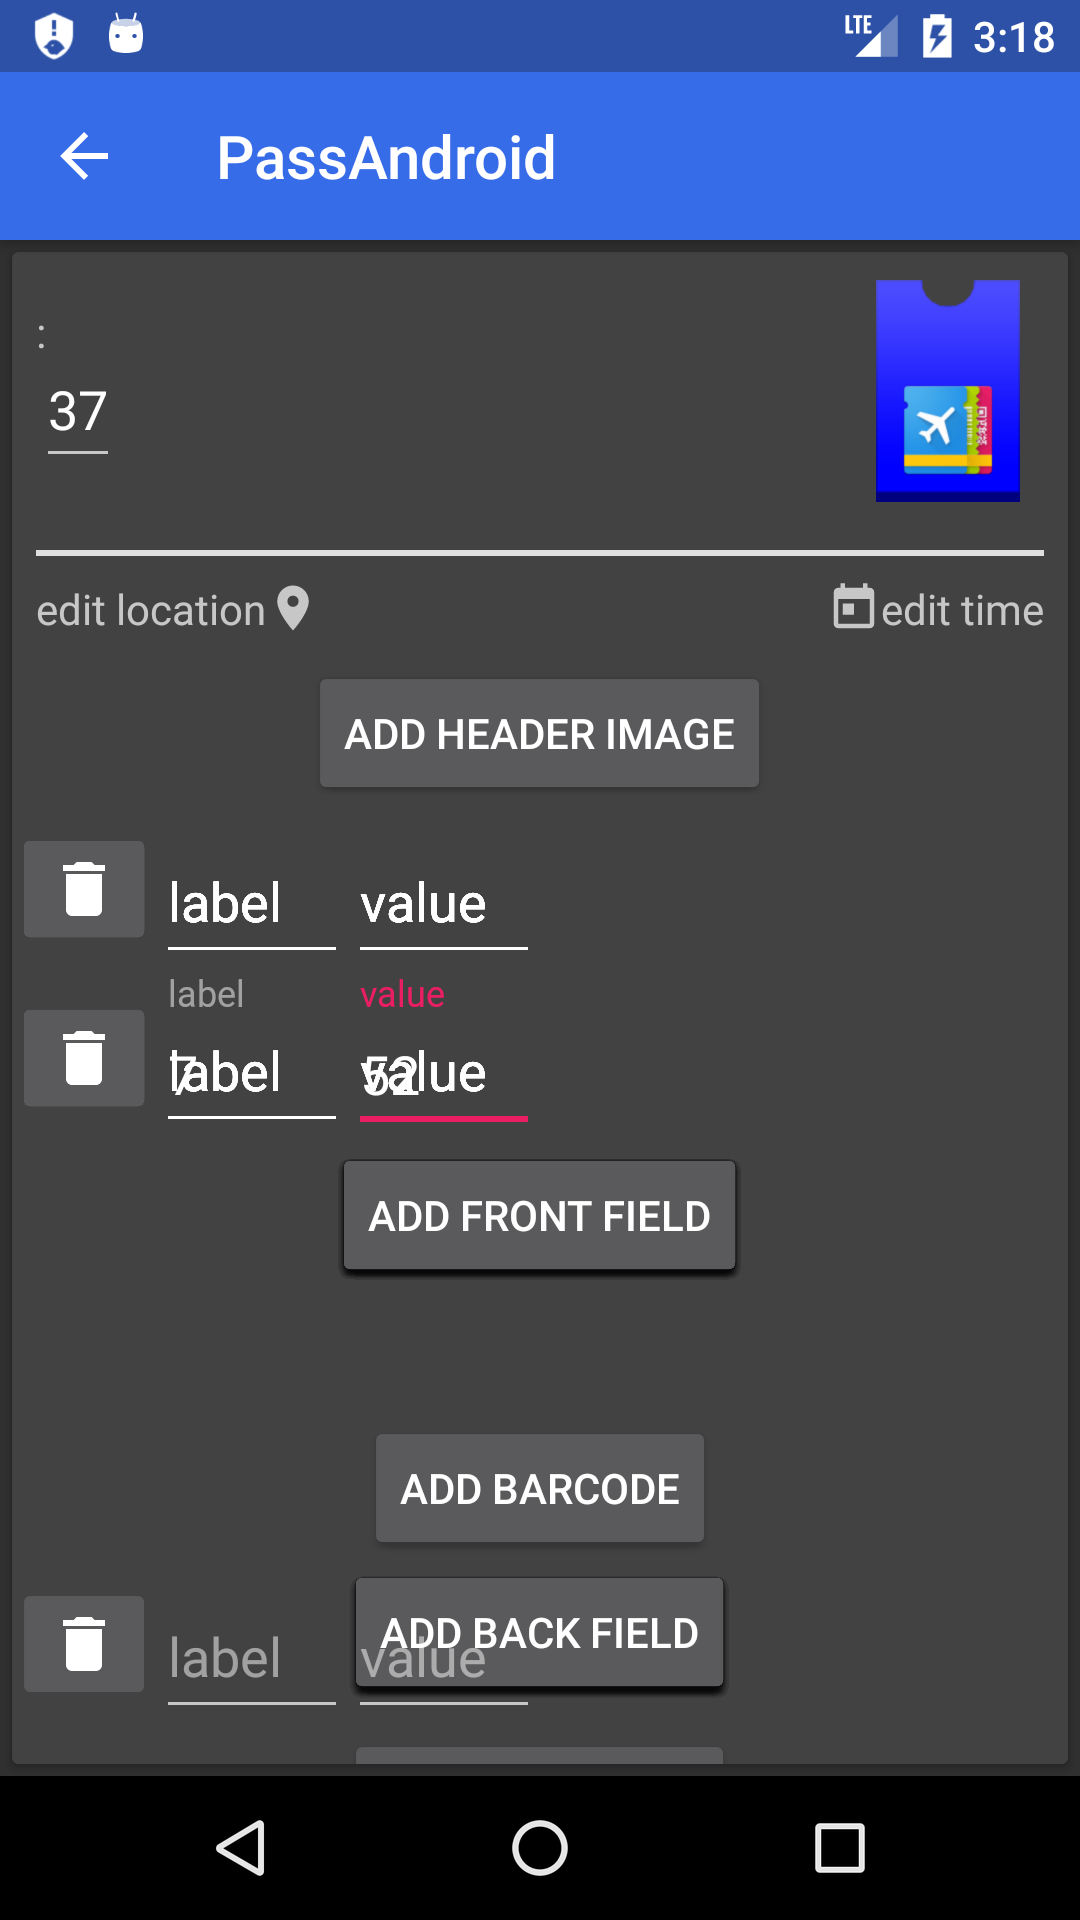 LTE 3:18
PassAndroid
:
37
edit location edit time
ADD HEADER IMAGE
label value
label value
label value
7 52
ADD FRONT FIELD
ADD BARCODE
ADD BACK FIELD
label value